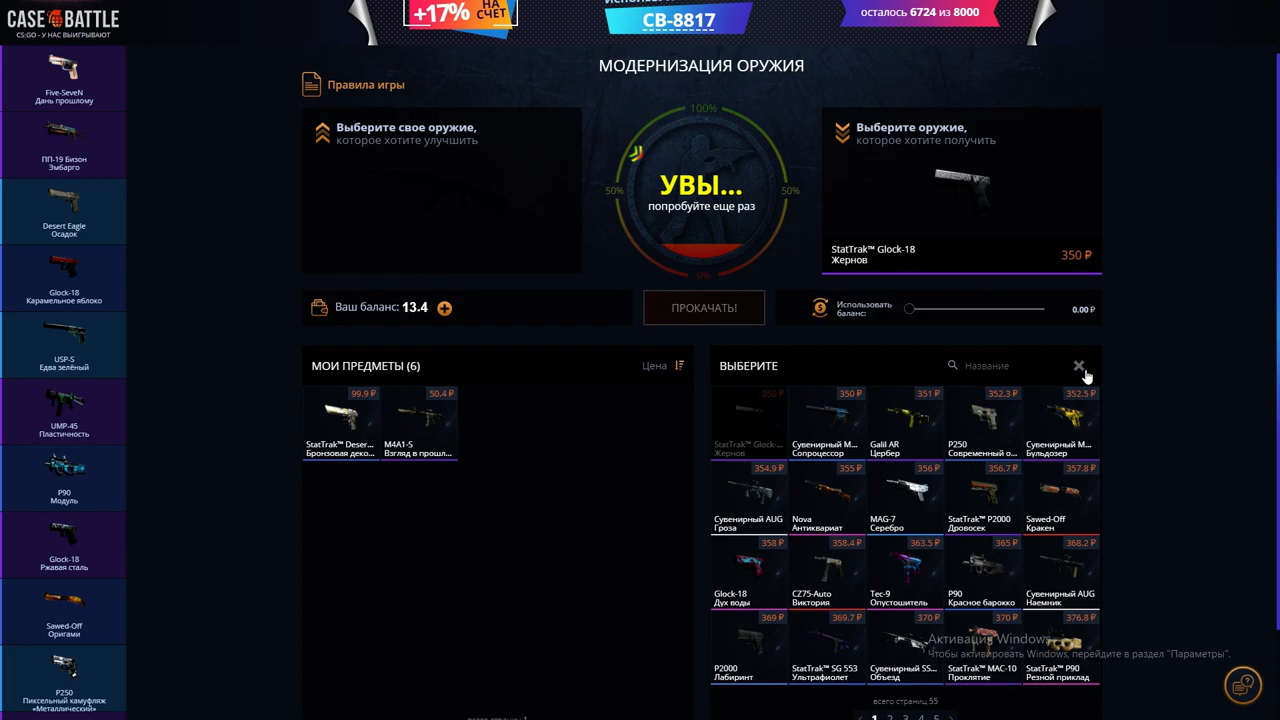 CASE BATTLE
CS:GO - У НАС ВЫИГРЫВАЮТ
+17% НА СЧЕТ
CB-8817
осталось 6724 из 8000
МОДЕРНИЗАЦИЯ ОРУЖИЯ
Правила игры
Выберите свое оружие,
которое хотите улучшить
100%
50%
50%
0%
УВЫ...
попробуйте еще раз
Выберите оружие,
которое хотите получить
StatTrak™ Glock-18
Жернов
350 ₽
Ваш баланс: 13.4
ПРОКАЧАТЬ!
Использовать
баланс:
0.00 ₽
МОИ ПРЕДМЕТЫ (6)
Цена
ВЫБЕРИТЕ
Название
99.9 ₽
StatTrak™ Deser...
Бронзовая деко...
50.4 ₽
M4A1-S
Взгляд в прошл...
350 ₽
StatTrak™ Glock-...
Жернов
350 ₽
Сувенирный M...
Сопроцессор
351 ₽
Galil AR
Цербер
352.3 ₽
P250
Современный о...
352.5 ₽
Сувенирный M...
Бульдозер
354.9 ₽
Сувенирный AUG
Гроза
355 ₽
Nova
Антиквариат
356 ₽
MAG-7
Серебро
356.7 ₽
StatTrak™ P2000
Дровосек
357.8 ₽
Sawed-Off
Кракен
358 ₽
Glock-18
Дух воды
358.4 ₽
CZ75-Auto
Виктория
363.5 ₽
Tec-9
Опустошитель
365 ₽
P90
Красное барокко
368.2 ₽
Сувенирный AUG
Наемник
369 ₽
P2000
Лабиринт
369.7 ₽
StatTrak™ SG 553
Ультрафиолет
370 ₽
Сувенирный SS...
Объезд
370 ₽
StatTrak™ MAC-10
Проклятие
376.8 ₽
StatTrak™ P90
Резной приклад
всего страниц 55
1 2 3 4 5
всего страниц 1
Активация Windows
Чтобы активировать Windows, перейдите в раздел "Параметры".
Five-SeveN
Дань прошлому
ПП-19 Бизон
Эмбарго
Desert Eagle
Осадок
Glock-18
Карамельное яблоко
USP-S
Едва зелёный
UMP-45
Пластичность
P90
Модуль
Glock-18
Ржавая сталь
Sawed-Off
Оригами
P250
Пиксельный камуфляж
«Металлический»